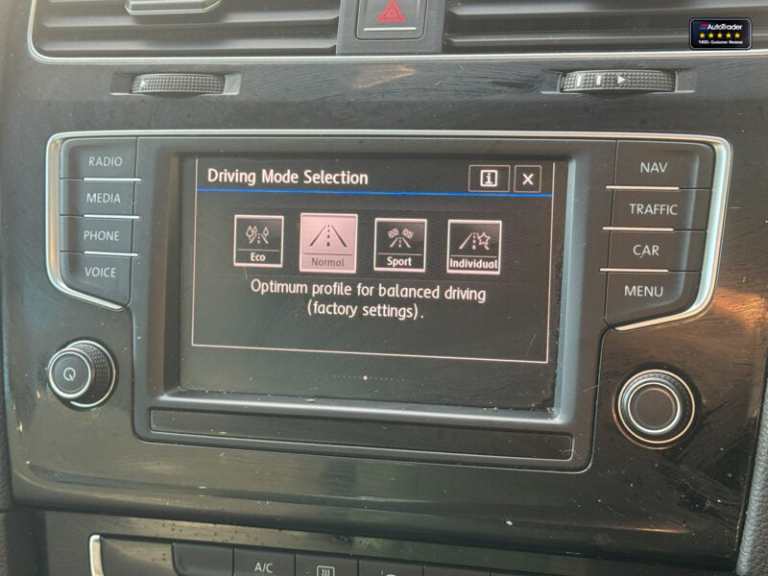 AutoTrader
RADIO
MEDIA
PHONE
VOICE
Driving Mode Selection
i X
Eco
Normal
Sport
Individual
Optimum profile for balanced driving
(factory settings).
NAV
TRAFFIC
CAR
MENU
A/C